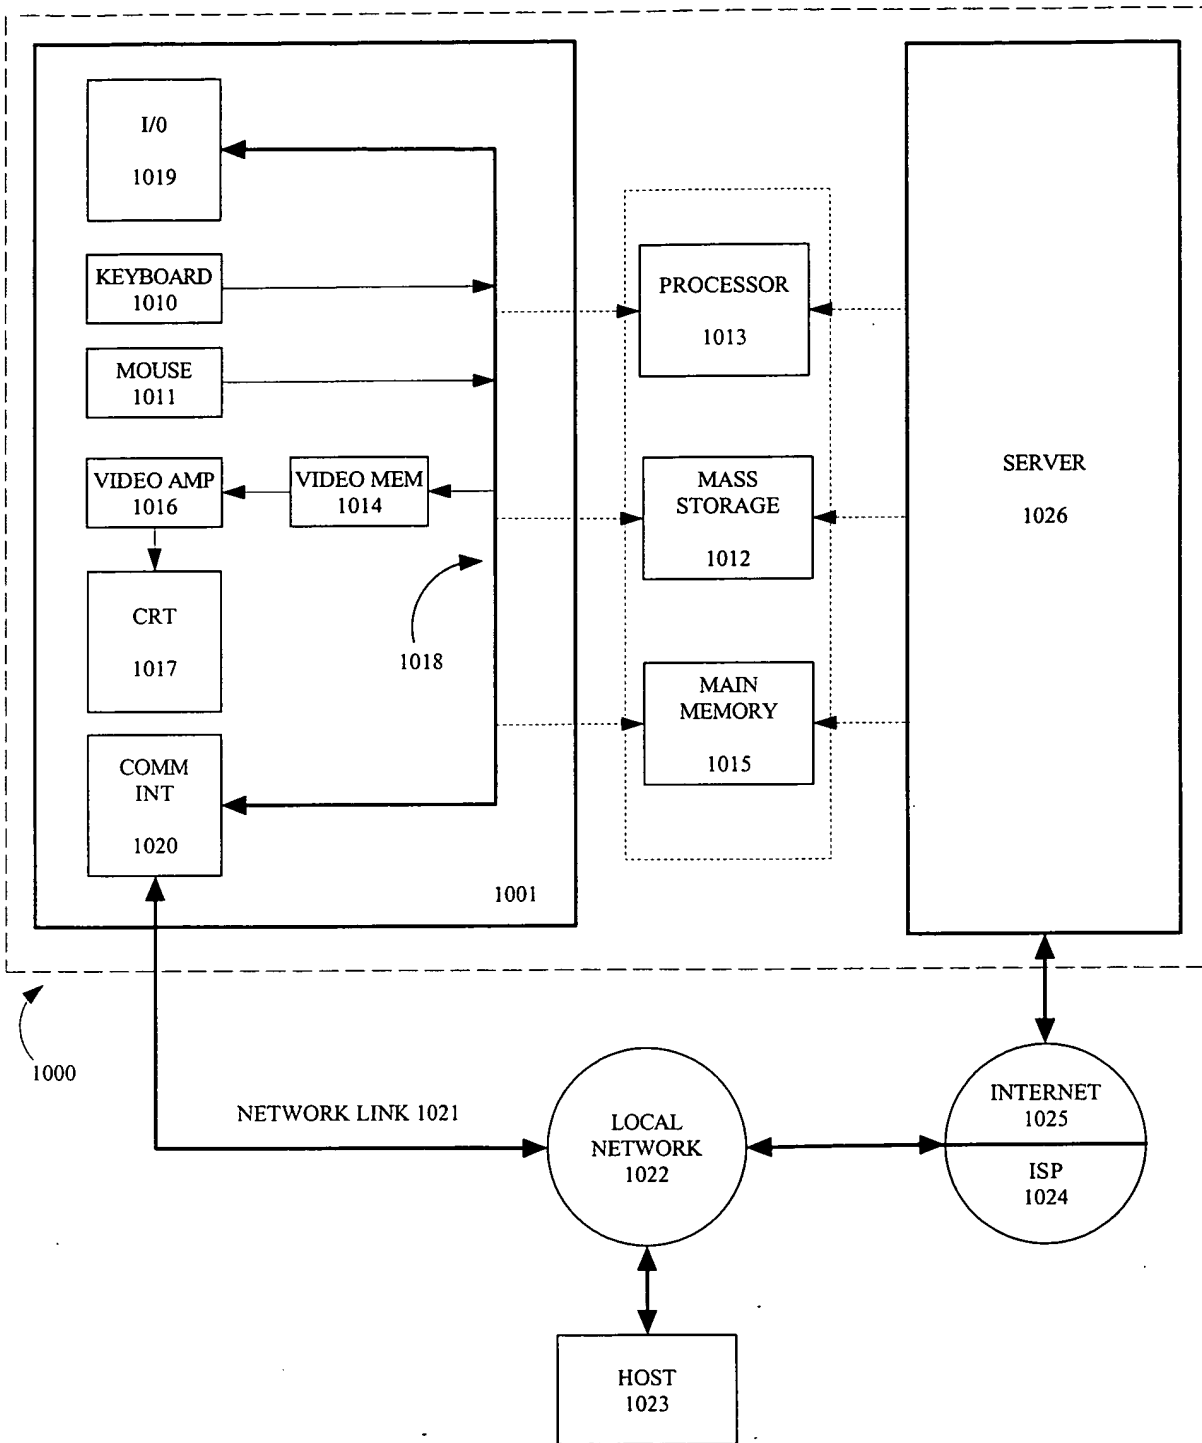 I/0
1019
KEYBOARD
1010
MOUSE
1011
VIDEO AMP
1016
VIDEO MEM
1014
CRT
1017
1018
COMM
INT
1020
1001
PROCESSOR
1013
MASS
STORAGE
1012
MAIN
MEMORY
1015
SERVER
1026
1000
NETWORK LINK 1021
LOCAL
NETWORK
1022
INTERNET
1025
ISP
1024
HOST
1023